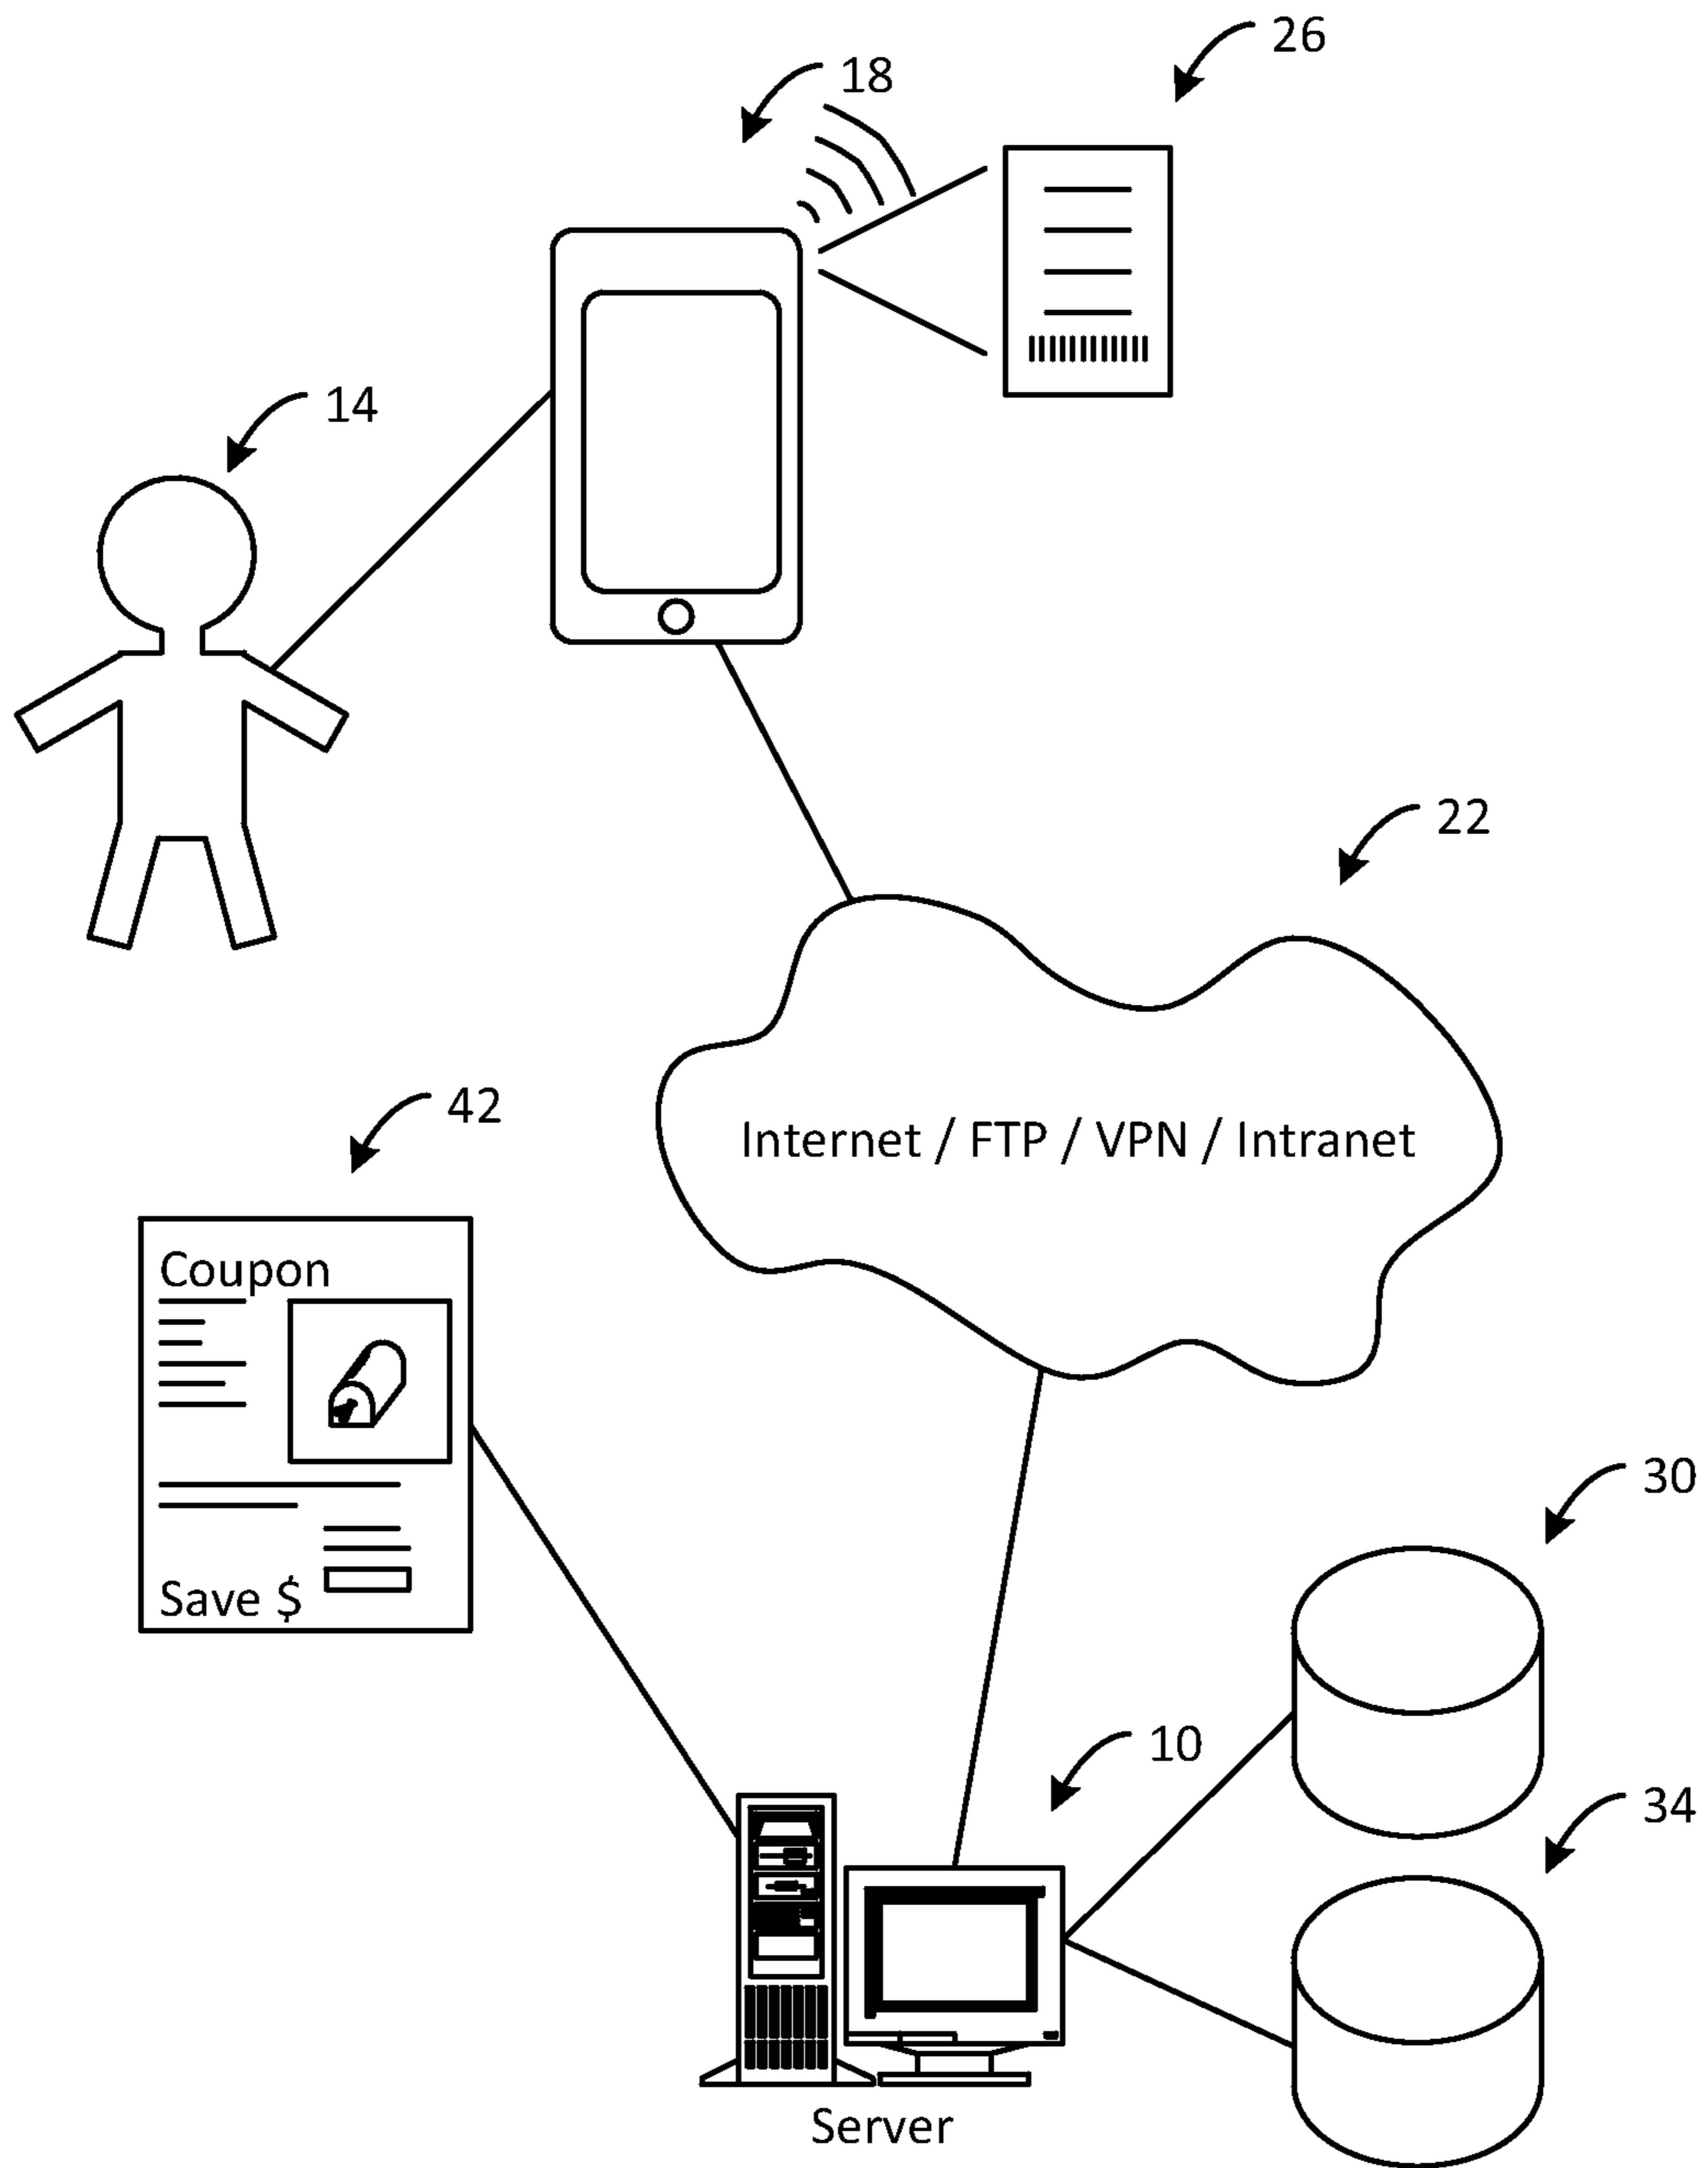 26
18
14
22
Internet / FTP / VPN / Intranet
42
Coupon
Save $
30
10
34
Server